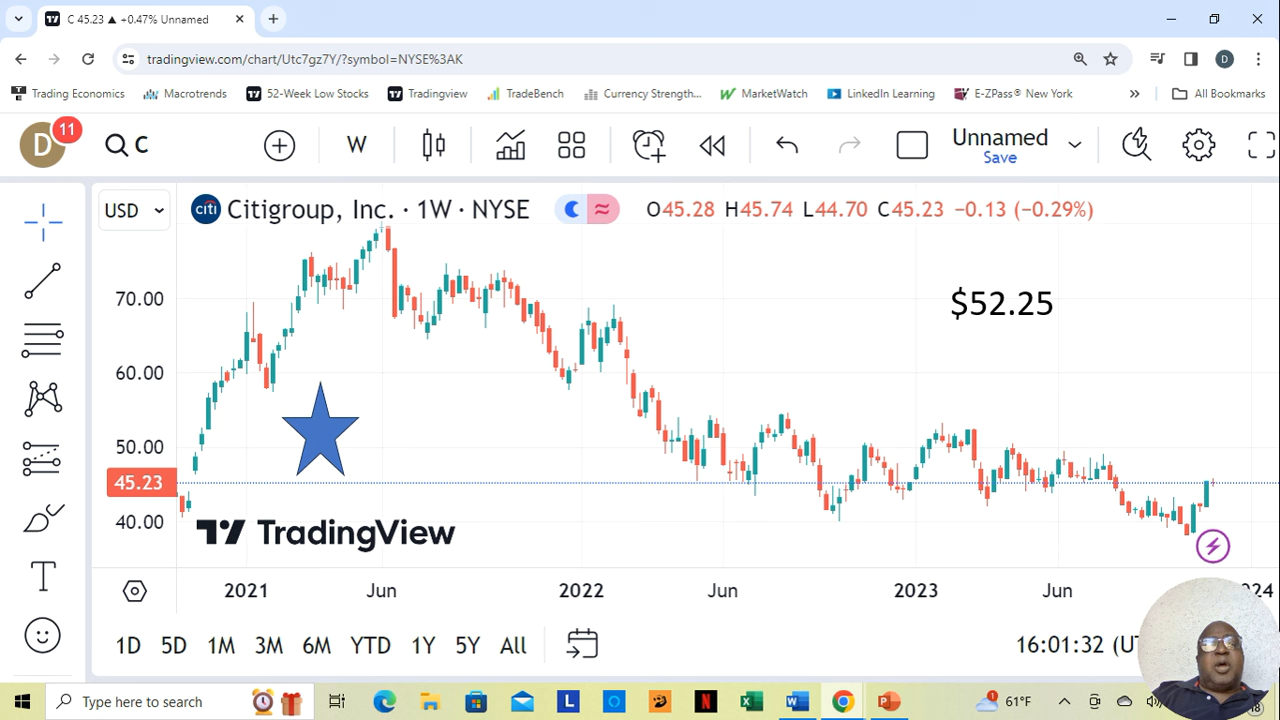 C 45.23 ▲ +0.47% Unnamed
tradingview.com/chart/Utc7gz7Y/?symbol=NYSE%3AK
D
Trading Economics
Macrotrends
52-Week Low Stocks
Tradingview
TradeBench
Currency Strength...
MarketWatch
LinkedIn Learning
E-ZPass® New York
»
All Bookmarks
D
11
C
W
Unnamed
Save
USD
citi
Citigroup, Inc. · 1W · NYSE
O45.28 H45.74 L44.70 C45.23 −0.13 (−0.29%)
$52.25
70.00
60.00
50.00
45.23
40.00
TradingView
2021
Jun
2022
Jun
2023
Jun
024
1D 5D 1M 3M 6M YTD 1Y 5Y All
16:01:32 (UT
Type here to search
61°F